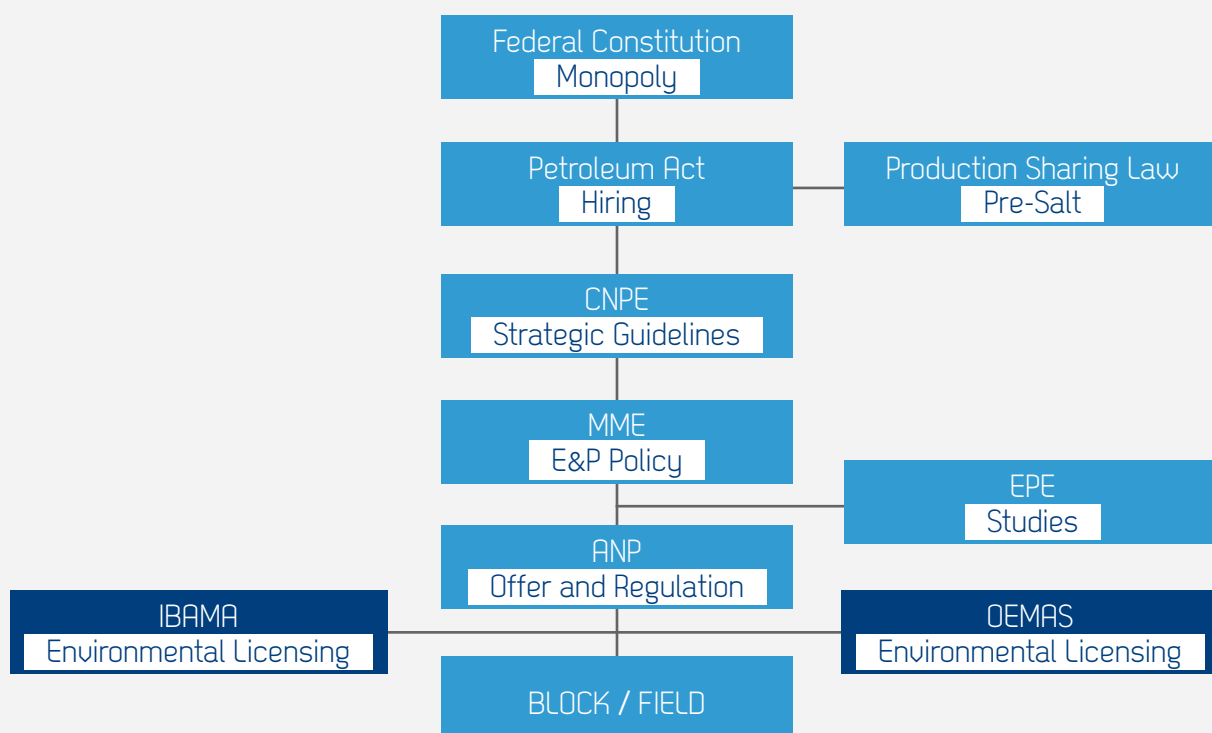 Federal Constitution
Monopoly
Petroleum Act
Hiring
Production Sharing Law
Pre-Salt
CNPE
Strategic Guidelines
MME
E&P Policy
EPE
Studies
ANP
Offer and Regulation
IBAMA
Environmental Licensing
OEMAS
Environmental Licensing
BLOCK / FIELD